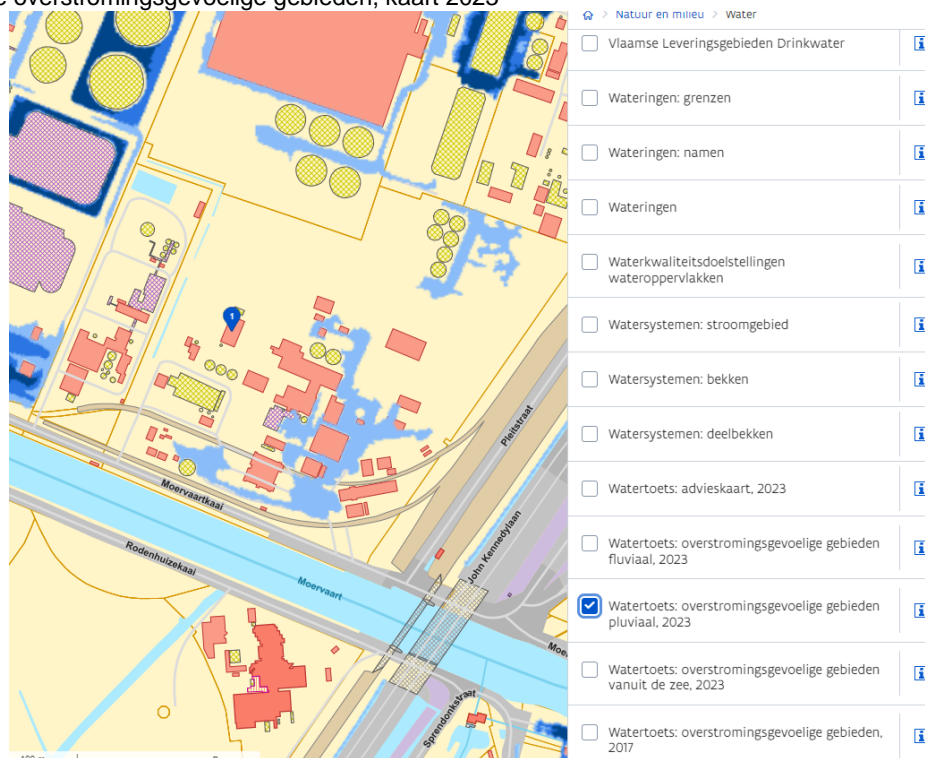 e overstromingsgevoelige gebieden, kaart 2023
> Natuur en milieu > Water
Vlaamse Leveringsgebieden Drinkwater
Wateringen: grenzen
Wateringen: namen
Wateringen
Waterkwaliteitsdoelstellingen
wateroppervlakken
Watersystemen: stroomgebied
Watersystemen: bekken
Watersystemen: deelbekken
Watertoets: advieskaart, 2023
Watertoets: overstromingsgevoelige gebieden
fluviaal, 2023
Watertoets: overstromingsgevoelige gebieden
pluviaal, 2023
Watertoets: overstromingsgevoelige gebieden
vanuit de zee, 2023
Watertoets: overstromingsgevoelige gebieden,
2017
1
Pleitstraat
Moervaartkaai
Rodenhuizekaai
Moervaart
John Kennedylaan
Moe
Sprendonkstraat